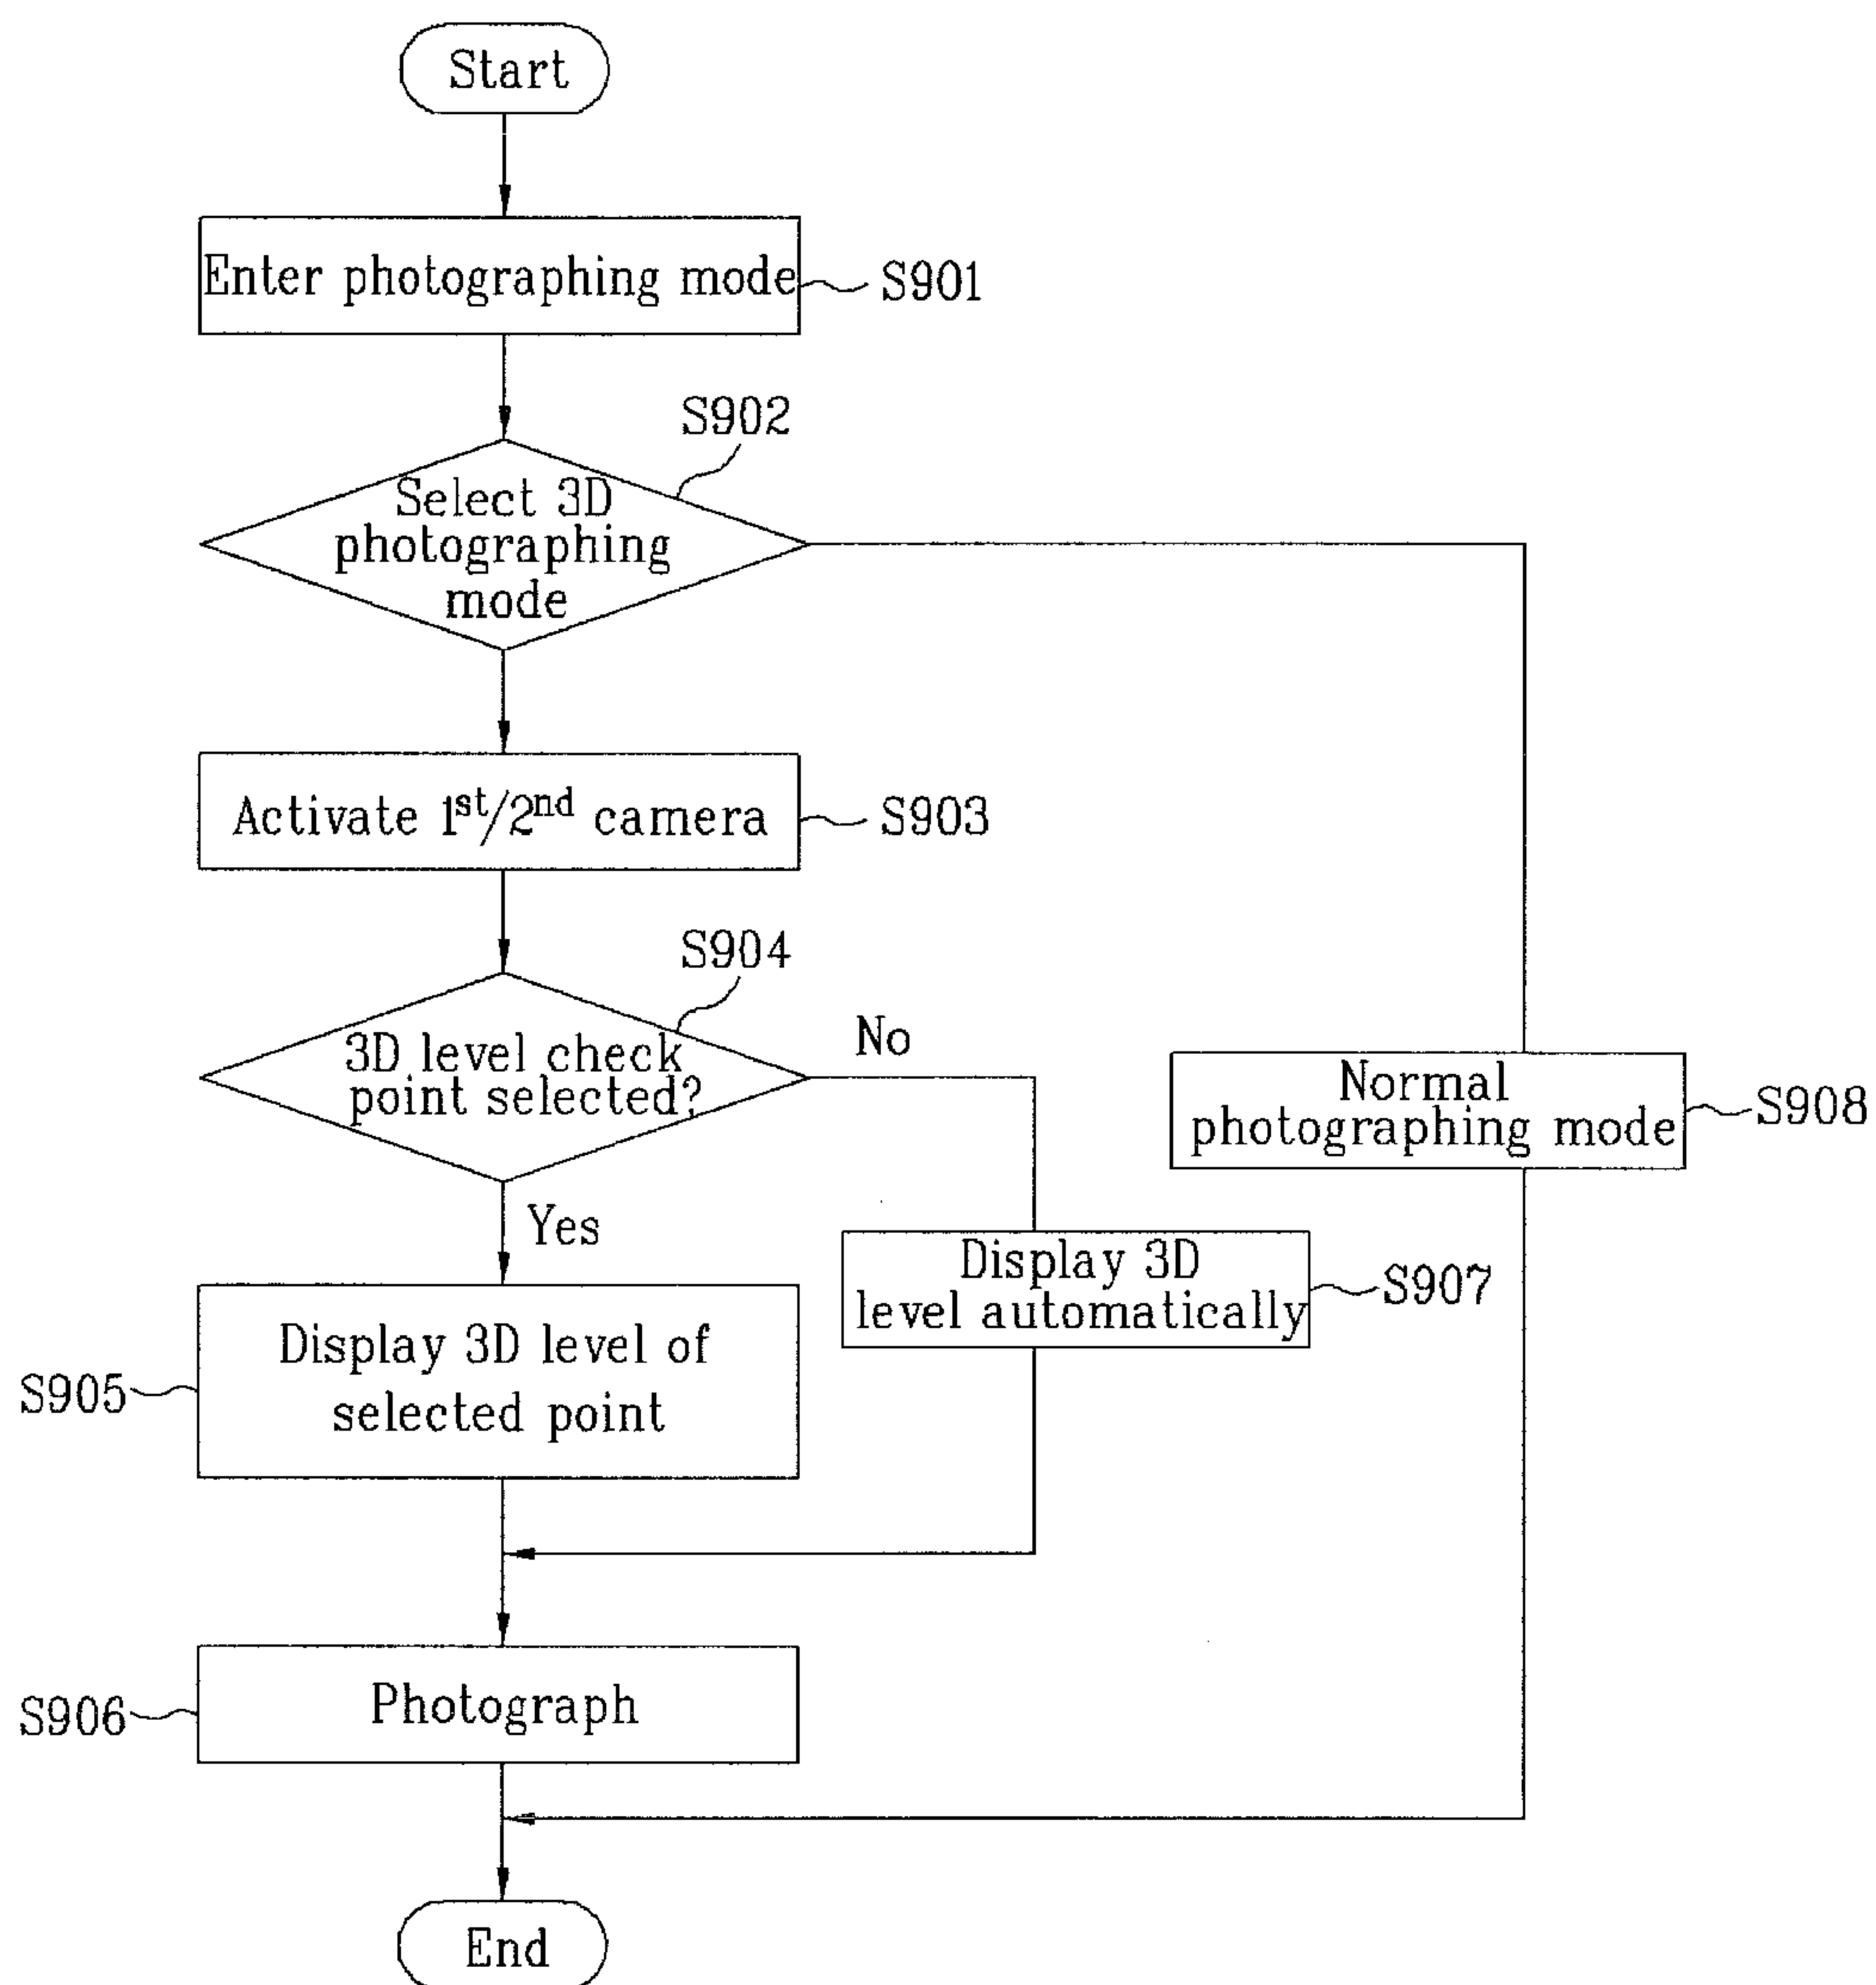 Start
Enter photographing mode
S901
S902
Select 3D
photographing
mode
Activate 1st/2nd camera
S903
S904
3D level check
point selected?
No
Yes
Normal
photographing mode
S908
Display 3D
level automatically
S907
Display 3D level of
selected point
S905
Photograph
S906
End